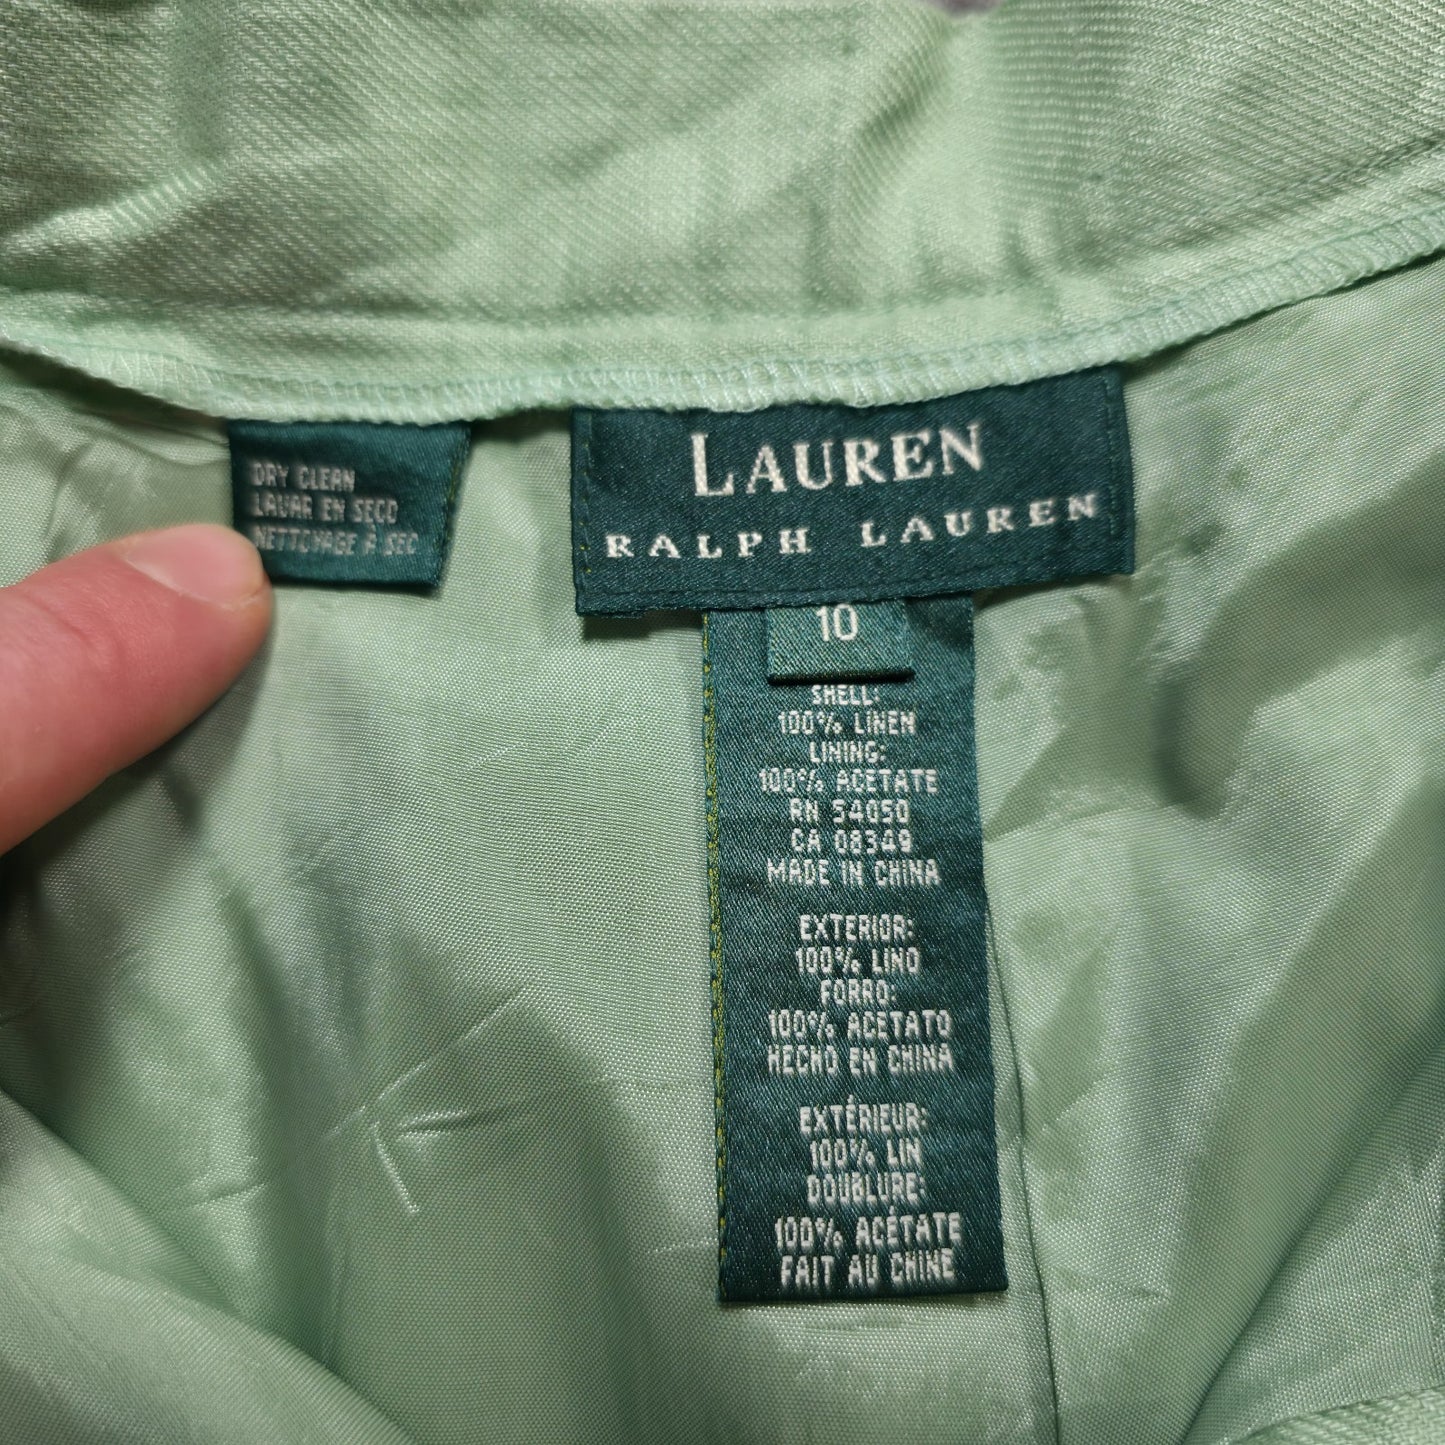 DRY CLEAN
LAVAR EN SECO
NETTOYAGE À SEC
LAUREN
RALPH LAUREN
10
SHELL:
100% LINEN
LINING:
100% ACETATE
RN 54050
CA 08349
MADE IN CHINA
EXTERIOR:
100% LINO
FORRO:
100% ACETATO
HECHO EN CHINA
EXTÉRIEUR:
100% LIN
DOUBLURE:
100% ACÉTATE
FAIT AU CHINE